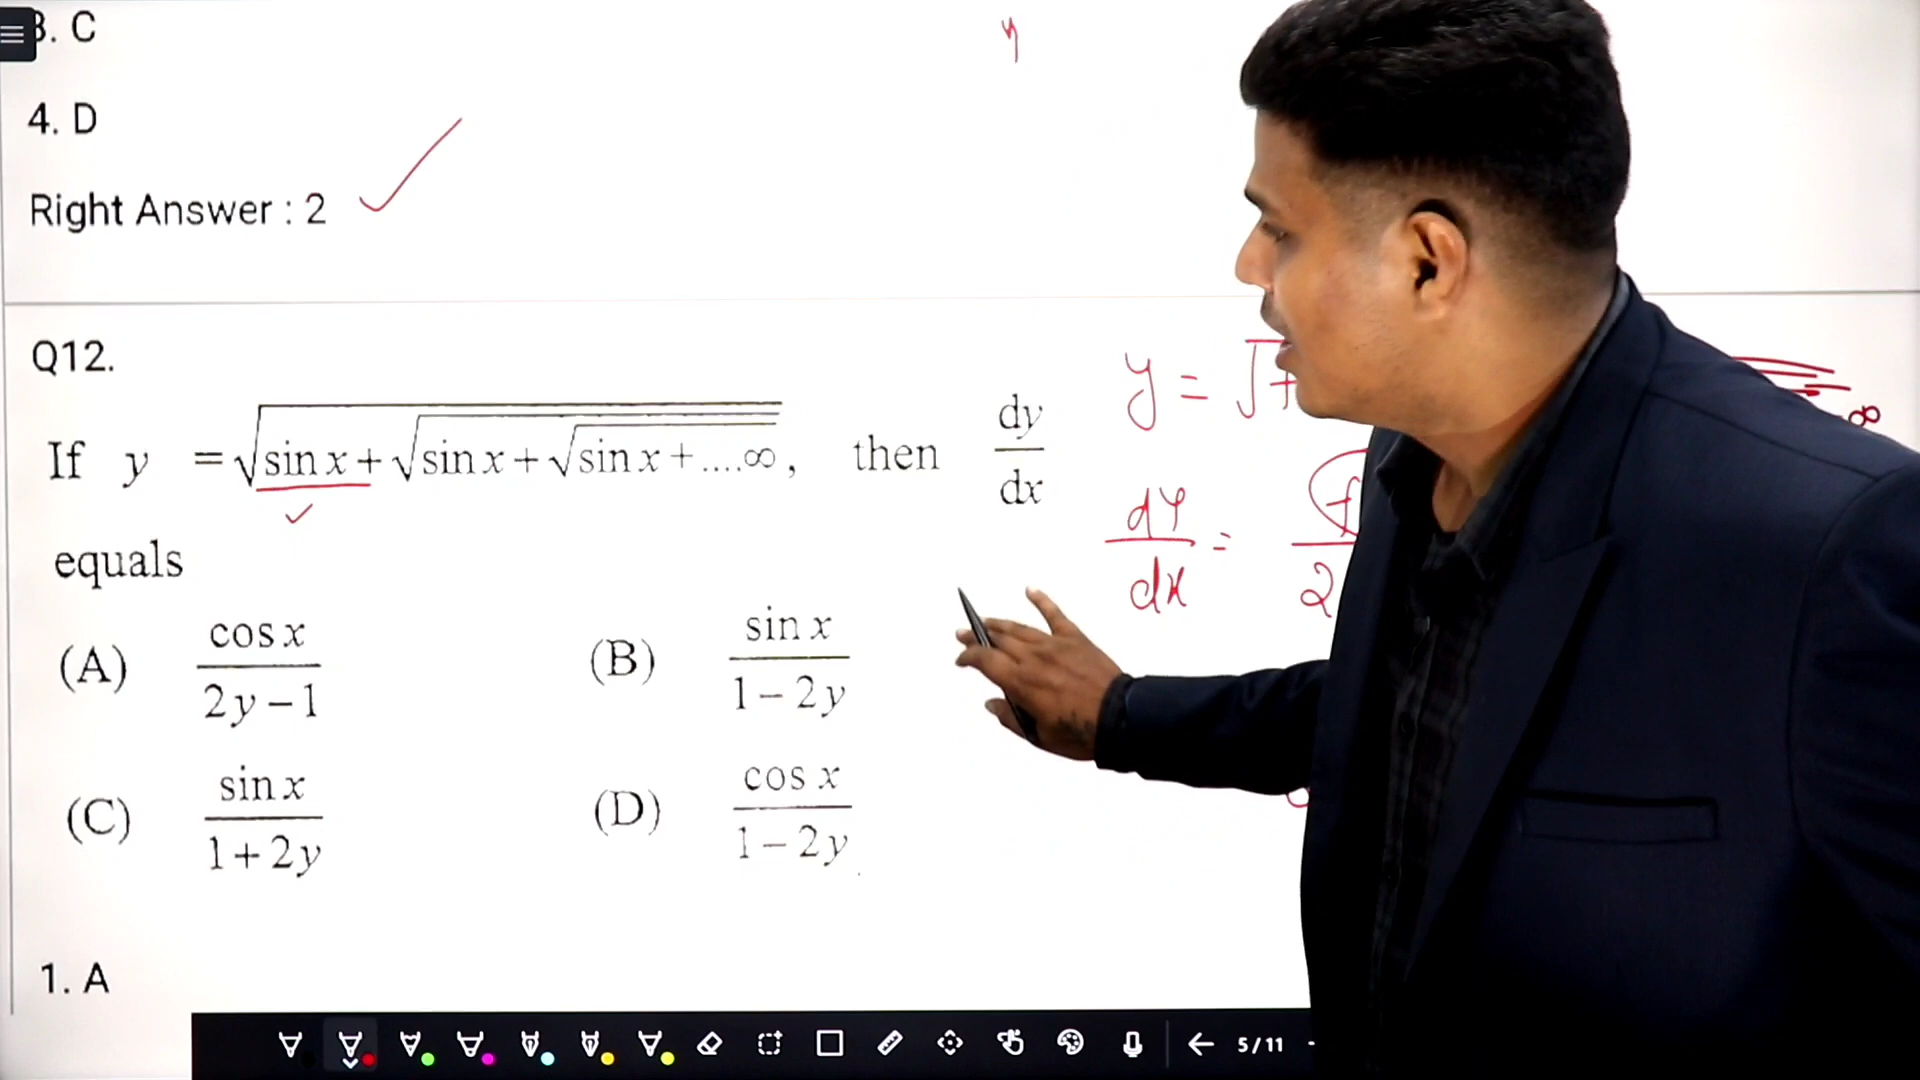 3. C
4. D
Right Answer : 2
Q12.
If y = √sin x + √sin x + √sin x + ....∞ , then dy/dx
equals
(A) cos x / 2y − 1 (B) sin x / 1 − 2y
(C) sin x / 1 + 2y (D) cos x / 1 − 2y
1. A
y = √f
∞
dy/dx = f / 2
5/11